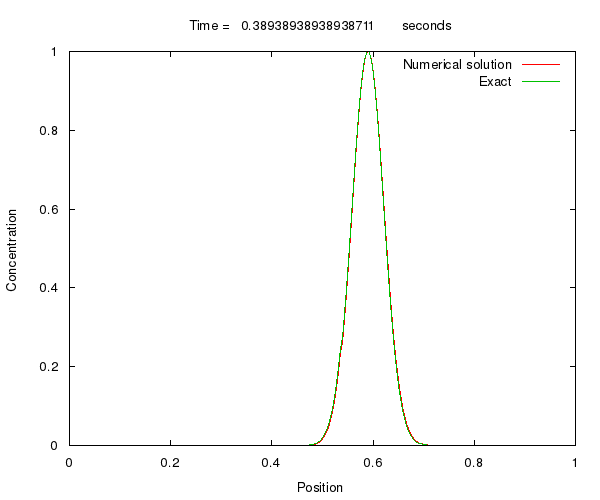 Time = 0.38938938938938711 seconds
Numerical solution
Exact
1
0.8
0.6
0.4
0.2
0
Concentration
0 0.2 0.4 0.6 0.8 1
Position